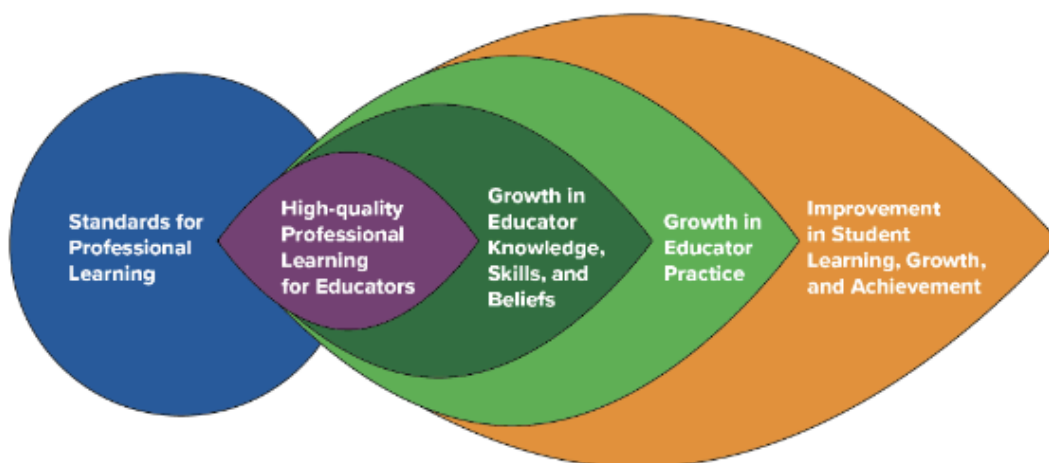 Standards for
Professional
Learning
High-quality
Professional
Learning
for Educators
Growth in
Educator
Knowledge,
Skills, and
Beliefs
Growth in
Educator
Practice
Improvement
in Student
Learning, Growth,
and Achievement